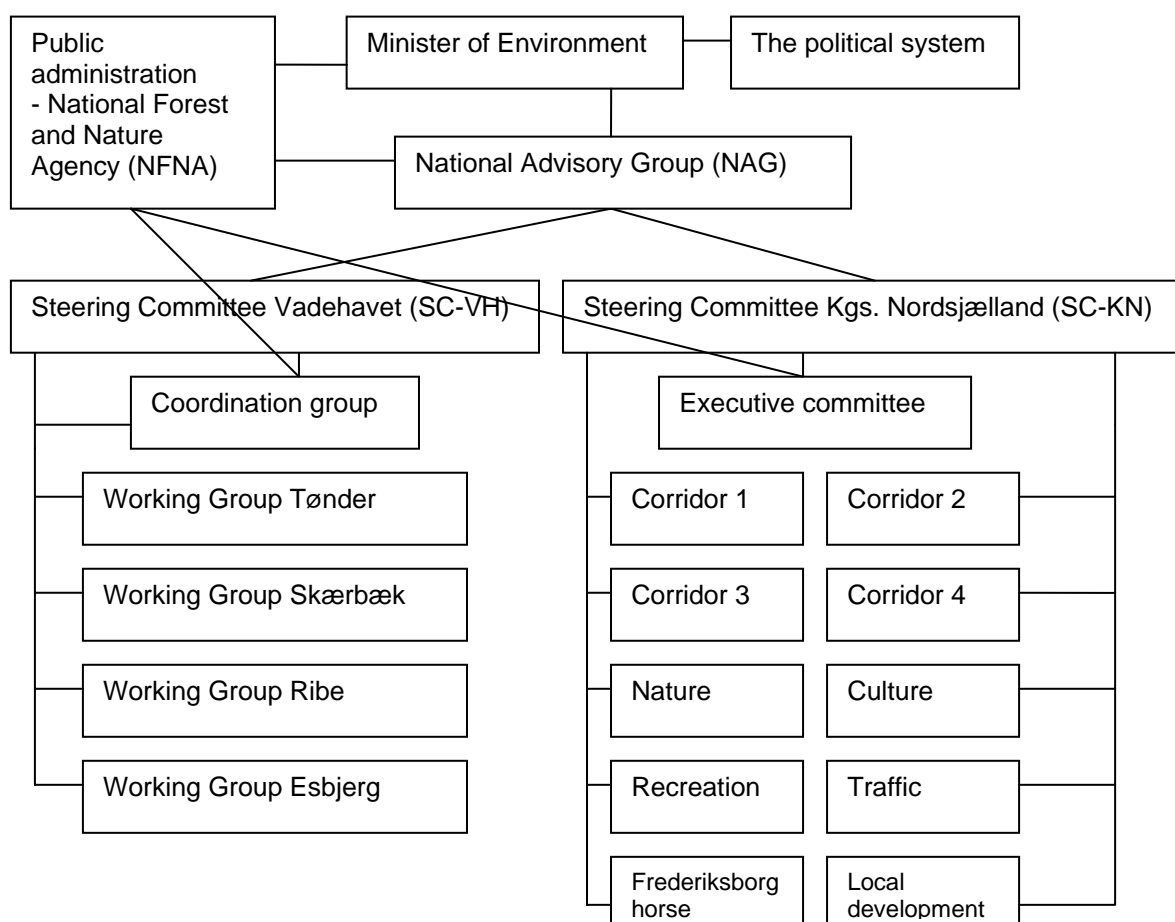 Public
administration
- National Forest
and Nature
Agency (NFNA)
Minister of Environment
The political system
National Advisory Group (NAG)
Steering Committee Vadehavet (SC-VH)
Steering Committee Kgs. Nordsjælland (SC-KN)
Coordination group
Executive committee
Working Group Tønder
Working Group Skærbæk
Working Group Ribe
Working Group Esbjerg
Corridor 1
Corridor 2
Corridor 3
Corridor 4
Nature
Culture
Recreation
Traffic
Frederiksborg
horse
Local
development